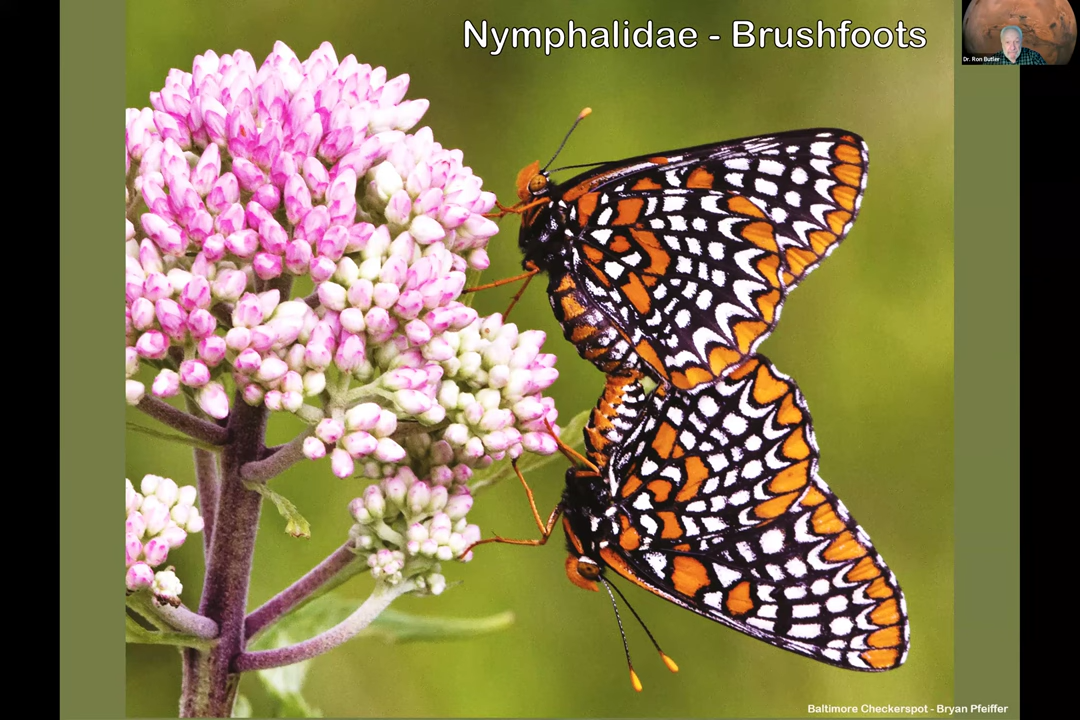 Nymphalidae - Brushfoots
Dr. Ron Butler
Baltimore Checkerspot - Bryan Pfeiffer